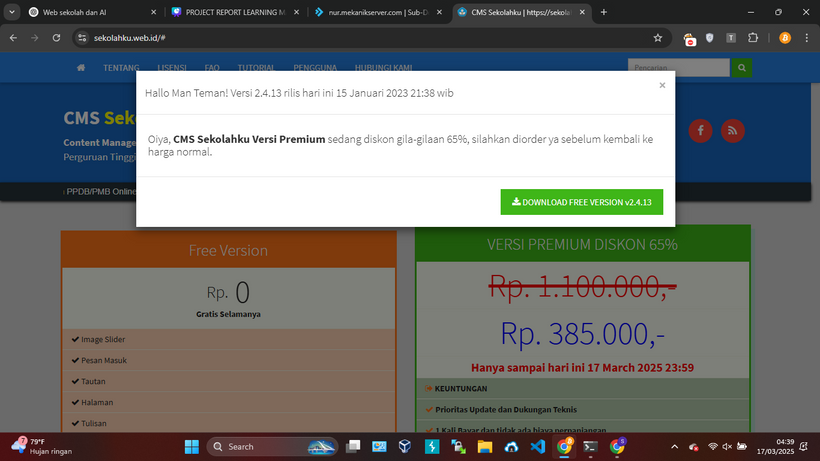 Web sekolah dan AI
PROJECT REPORT LEARNING M
nur.mekanikserver.com | Sub-D
CMS Sekolahku | https://sekola
sekolahku.web.id/#
TENTANG LISENSI FAQ TUTORIAL PENGGUNA HUBUNGI KAMI
Pencarian
Hallo Man Teman! Versi 2.4.13 rilis hari ini 15 Januari 2023 21:38 wib
×
CMS Sek
Content Manage
Perguruan Tinggi
Oiya, CMS Sekolahku Versi Premium sedang diskon gila-gilaan 65%, silahkan diorder ya sebelum kembali ke
harga normal.
PPDB/PMB Online
DOWNLOAD FREE VERSION v2.4.13
Free Version
Rp. 0
Gratis Selamanya
Image Slider
Pesan Masuk
Tautan
Halaman
Tulisan
VERSI PREMIUM DISKON 65%
Rp. 1.100.000,-
Rp. 385.000,-
Hanya sampai hari ini 17 March 2025 23:59
KEUNTUNGAN
Prioritas Update dan Dukungan Teknis
1 Kali Bayar dan tidak ada biaya perpanjangan
79°F
Hujan ringan
Search
04:39
17/03/2025